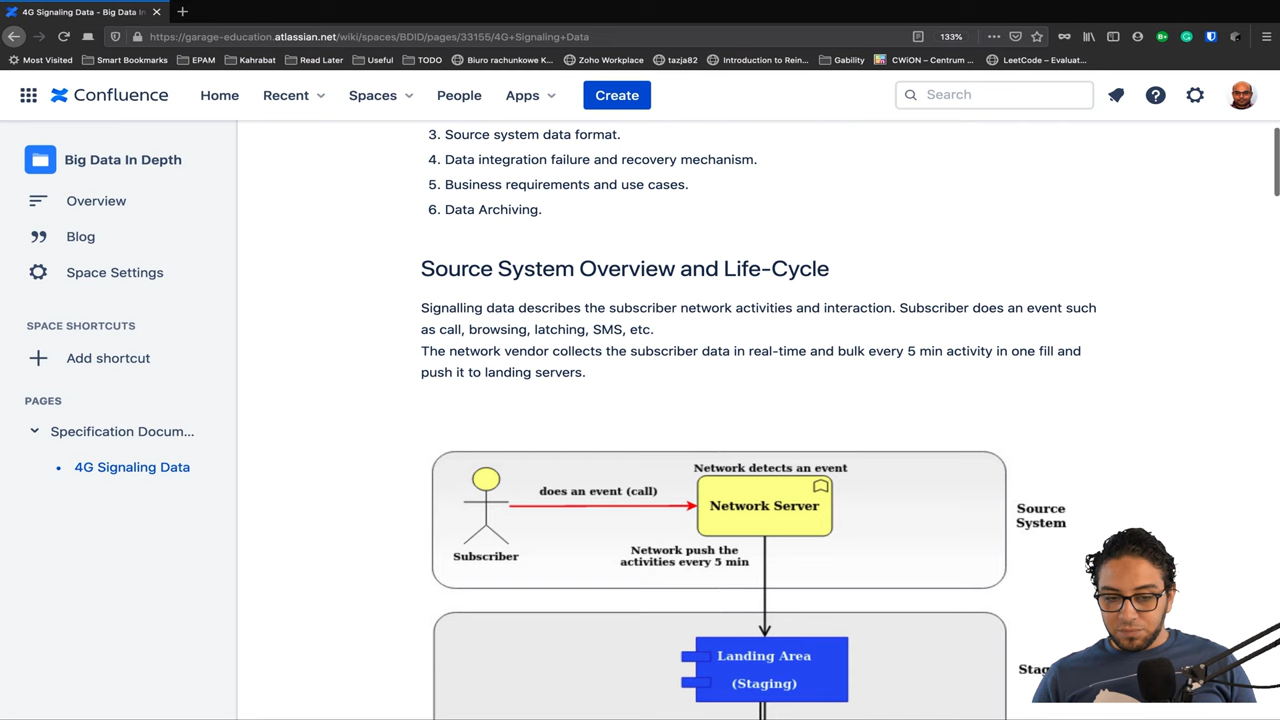 4G Signaling Data - Big Data In
https://garage-education.atlassian.net/wiki/spaces/BDID/pages/33155/4G+Signaling+Data
133%
Most Visited
Smart Bookmarks
EPAM
Kahrabat
Read Later
Useful
TODO
Biuro rachunkowe K...
Zoho Workplace
tazja82
Introduction to Rein...
Gability
CWiON – Centrum ...
LeetCode – Evaluat...
Confluence
Home
Recent
Spaces
People
Apps
Create
Search
Big Data In Depth
Overview
Blog
Space Settings
SPACE SHORTCUTS
Add shortcut
PAGES
Specification Docum...
4G Signaling Data
3. Source system data format.
4. Data integration failure and recovery mechanism.
5. Business requirements and use cases.
6. Data Archiving.
Source System Overview and Life-Cycle
Signalling data describes the subscriber network activities and interaction. Subscriber does an event such
as call, browsing, latching, SMS, etc.
The network vendor collects the subscriber data in real-time and bulk every 5 min activity in one fill and
push it to landing servers.
Network detects an event
does an event (call)
Network Server
Source
System
Subscriber
Network push the
activities every 5 min
Landing Area
(Staging)